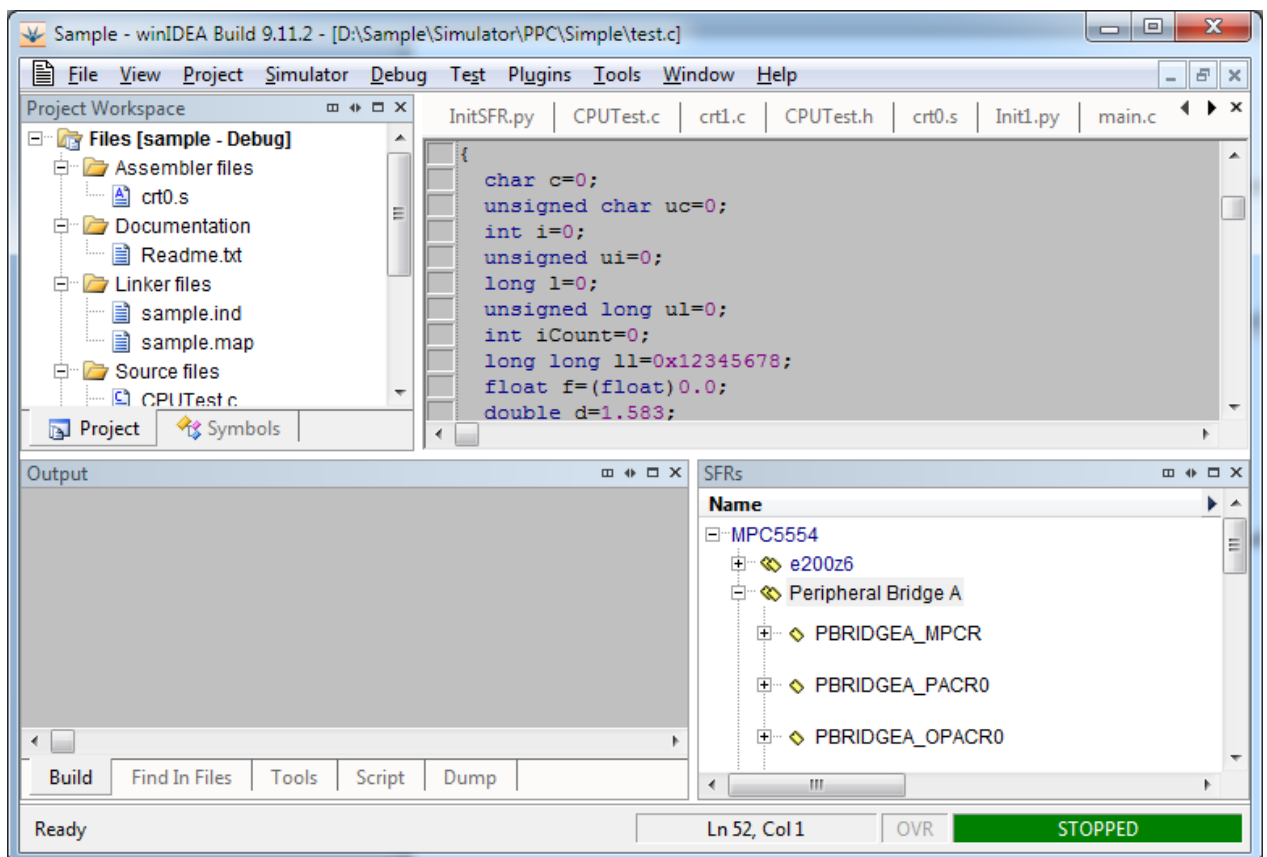 Sample - winIDEA Build 9.11.2 - [D:\Sample\Simulator\PPC\Simple\test.c]
File View Project Simulator Debug Test Plugins Tools Window Help
Project Workspace
Files [sample - Debug]
Assembler files
crt0.s
Documentation
Readme.txt
Linker files
sample.ind
sample.map
Source files
CPUTest.c
Project Symbols
InitSFR.py CPUTest.c crt1.c CPUTest.h crt0.s Init1.py main.c
{
char c=0;
unsigned char uc=0;
int i=0;
unsigned ui=0;
long l=0;
unsigned long ul=0;
int iCount=0;
long long ll=0x12345678;
float f=(float)0.0;
double d=1.583;
Output
Build Find In Files Tools Script Dump
SFRs
Name
MPC5554
e200z6
Peripheral Bridge A
PBRIDGEA_MPCR
PBRIDGEA_PACR0
PBRIDGEA_OPACR0
Ready Ln 52, Col 1 OVR STOPPED